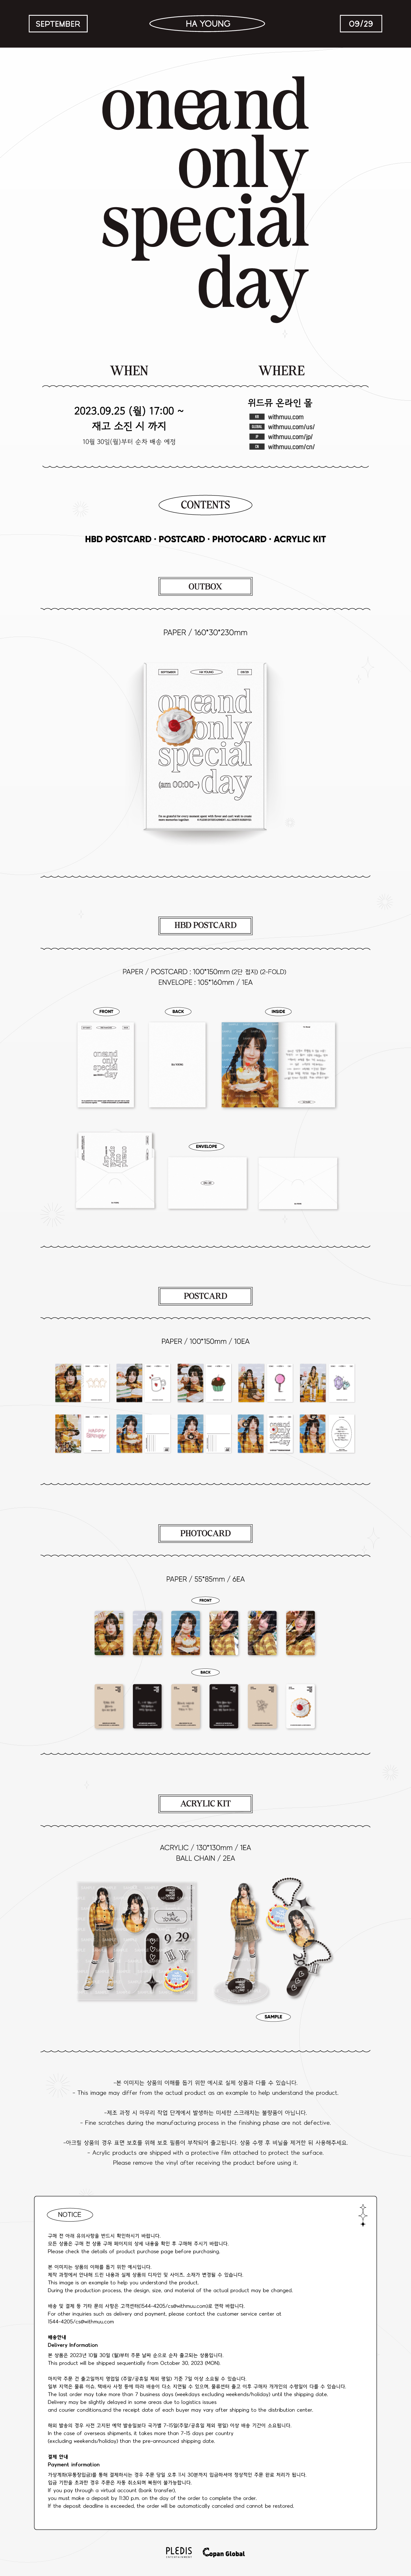 SEPTEMBER
HA YOUNG
09/29
one and
only
special
day
WHEN
WHERE
2023.09.25 (월) 17:00 ~
재고 소진 시 까지
10월 30일(월)부터 순차 배송 예정
위드뮤 온라인 몰
withmuu.com
GLOBAL withmuu.com/us/
JP withmuu.com/jp/
CN withmuu.com/cn/
CONTENTS
HBD POSTCARD · POSTCARD · PHOTOCARD · ACRYLIC KIT
OUTBOX
PAPER / 160*30*230mm
SEPTEMBER
HA YOUNG
09/29
one and
only
special
(am 00:00~) day
HBD POSTCARD
PAPER / POSTCARD : 100*150mm (2단 접지) (2-FOLD)
ENVELOPE : 105*160mm / 1EA
FRONT
BACK
INSIDE
one and
only
special
day
HA YOUNG
ENVELOPE
POSTCARD
PAPER / 100*150mm / 10EA
HAPPY
Birthday
one and
only
special
day
PHOTOCARD
PAPER / 55*85mm / 6EA
FRONT
BACK
ACRYLIC KIT
ACRYLIC / 130*130mm / 1EA
BALL CHAIN / 2EA
HA
YOUNG
9 29
H Y
SAMPLE
-본 이미지는 상품의 이해를 돕기 위한 예시로 실제 상품과 다를 수 있습니다.
- This image may differ from the actual product as an example to help understand the product.
-제조 과정 시 마무리 작업 단계에서 발생하는 미세한 스크래치는 불량품이 아닙니다.
- Fine scratches during the manufacturing process in the finishing phase are not defective.
-아크릴 상품의 경우 표면 보호를 위해 보호 필름이 부착되어 출고됩니다. 상품 수령 후 비닐을 제거한 뒤 사용해주세요.
- Acrylic products are shipped with a protective film attached to protect the surface.
Please remove the vinyl after receiving the product before using it.
NOTICE
구매 전 아래 유의사항을 반드시 확인하시기 바랍니다.
모든 상품은 구매 전 상품 구매 페이지의 상세 내용을 확인 후 구매해 주시기 바랍니다.
Please check the details of product purchase page before purchasing.
본 이미지는 상품의 이해를 돕기 위한 예시입니다.
제작 과정에서 안내해 드린 내용과 실제 상품의 디자인 및 사이즈, 소재가 변경될 수 있습니다.
This image is an example to help you understand the product.
During the production process, the design, size, and material of the actual product may be changed.
배송 및 결제 등 기타 문의 사항은 고객센터(1544-4205/cs@withmuu.com)로 연락 바랍니다.
For other inquiries such as delivery and payment, please contact the customer service center at
1544-4205/cs@withmuu.com
배송안내
Delivery Information
본 상품은 2023년 10월 30일 (월)부터 주문 날짜 순으로 순차 출고되는 상품입니다.
This product will be shipped sequentially from October 30, 2023 (MON).
마지막 주문 건 출고일까지 영업일 (주말/공휴일 제외 평일) 기준 7일 이상 소요될 수 있습니다.
일부 지역은 물류 이슈, 택배사 사정 등에 따라 배송이 다소 지연될 수 있으며, 물류센터 출고 이후 구매자 개개인의 수령일이 다를 수 있습니다.
The last order may take more than 7 business days (weekdays excluding weekends/holiday) until the shipping date.
Delivery may be slightly delayed in some areas due to logistics issues
and courier conditions,and the receipt date of each buyer may vary after shipping to the distribution center.
해외 발송의 경우 사전 고지된 예약 발송일보다 국가별 7-15일(주말/공휴일 제외 평일) 이상 배송 기간이 소요됩니다.
In the case of overseas shipments, it takes more than 7-15 days per country
(excluding weekends/holiday) than the pre-announced shipping date.
결제 안내
Payment information
가상계좌(무통장입금)를 통해 결제하시는 경우 주문 당일 오후 11시 30분까지 입금하셔야 정상적인 주문 완료 처리가 됩니다.
입금 기한을 초과한 경우 주문은 자동 취소되며 복원이 불가능합니다.
If you pay through a virtual account (bank transfer),
you must make a deposit by 11:30 p.m. on the day of the order to complete the order.
If the deposit deadline is exceeded, the order will be automatically canceled and cannot be restored.
PLEDIS
ENTERTAINMENT
Copan Global